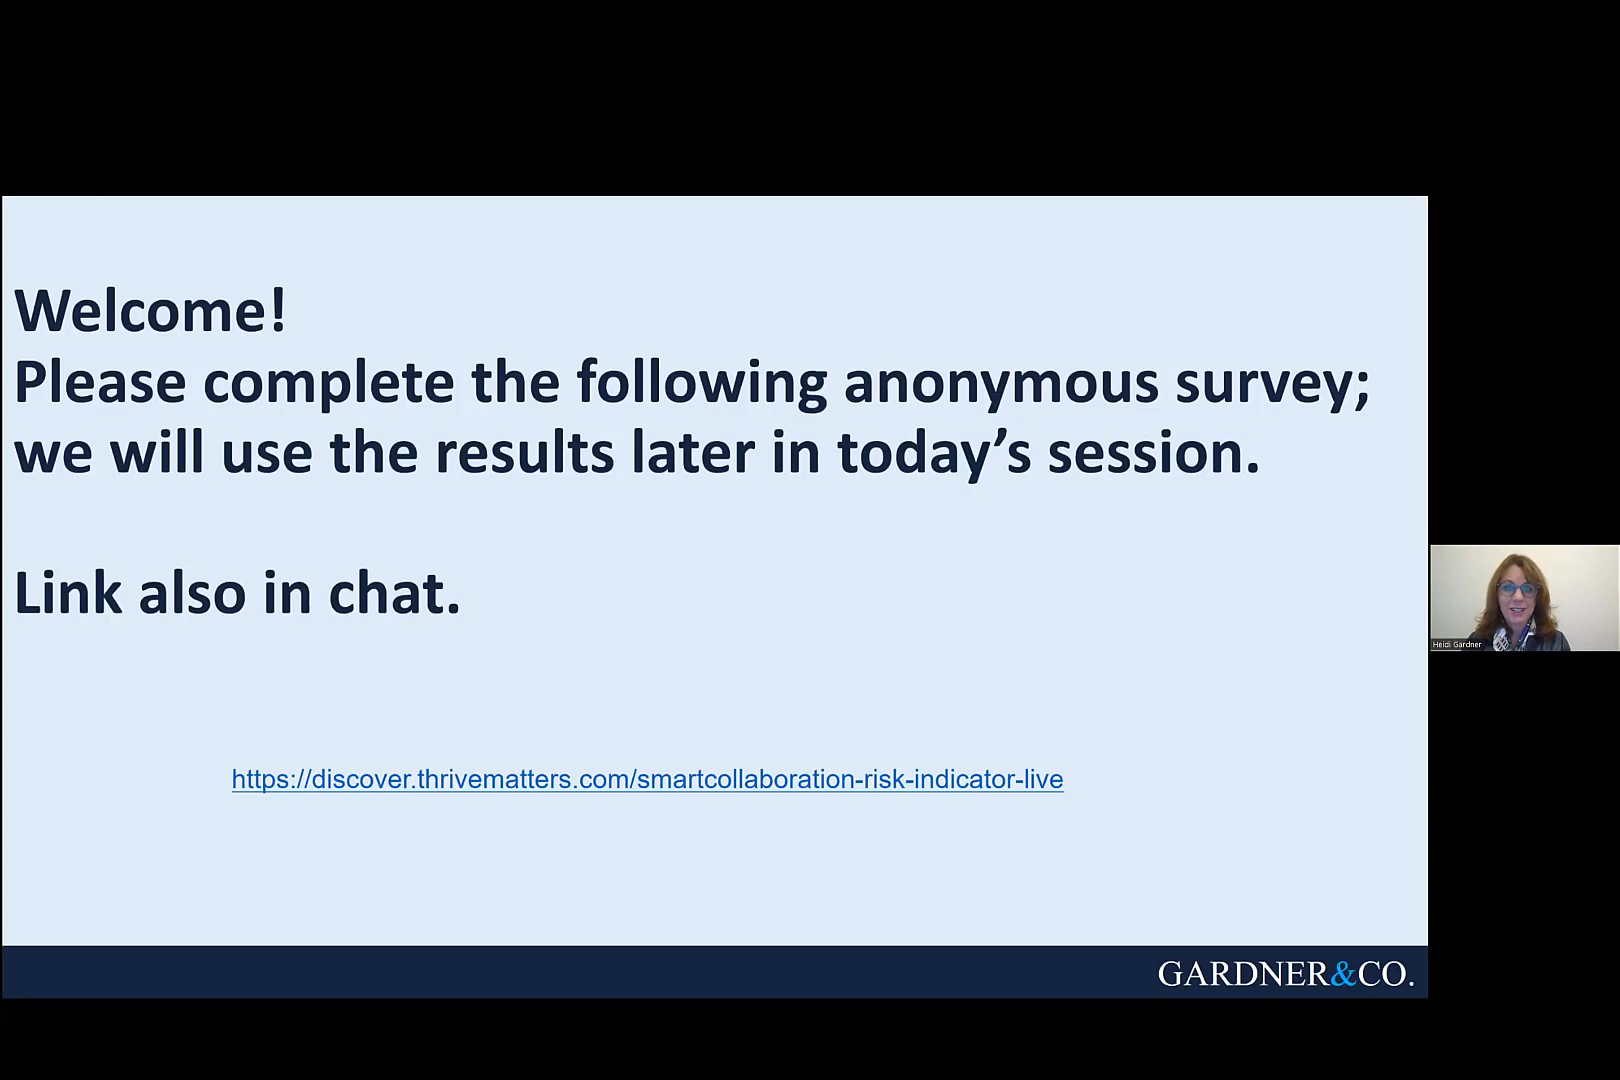 Welcome!
Please complete the following anonymous survey;
we will use the results later in today’s session.
Link also in chat.
https://discover.thrivematters.com/smartcollaboration-risk-indicator-live
Heidi Gardner
GARDNER&CO.